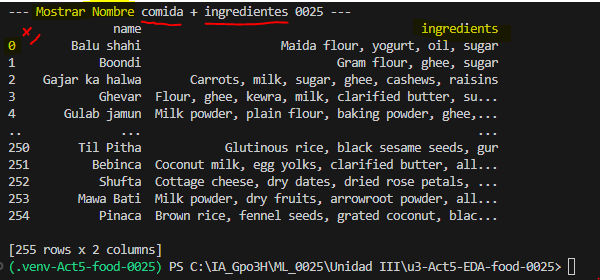 --- Mostrar Nombre comida + ingredientes 0025 ---
name ingredients
0 Balu shahi Maida flour, yogurt, oil, sugar
1 Boondi Gram flour, ghee, sugar
2 Gajar ka halwa Carrots, milk, sugar, ghee, cashews, raisins
3 Ghevar Flour, ghee, kewra, milk, clarified butter, su...
4 Gulab jamun Milk powder, plain flour, baking powder, ghee,...
.. ... ...
250 Til Pitha Glutinous rice, black sesame seeds, gur
251 Bebinca Coconut milk, egg yolks, clarified butter, all...
252 Shufta Cottage cheese, dry dates, dried rose petals, ...
253 Mawa Bati Milk powder, dry fruits, arrowroot powder, all...
254 Pinaca Brown rice, fennel seeds, grated coconut, blac...
[255 rows x 2 columns]
(.venv-Act5-food-0025) PS C:\IA_Gpo3H\ML_0025\Unidad III\u3-Act5-EDA-food-0025>